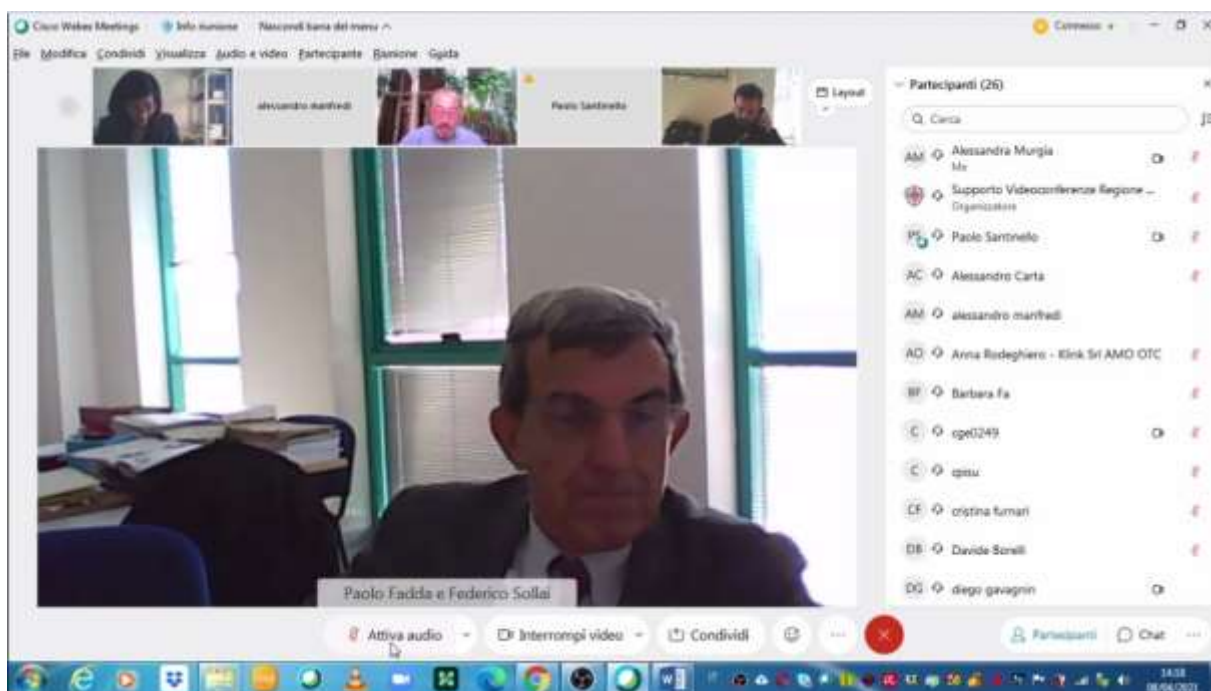 Cisco Webex Meetings Info riunione Nascondi barra del menu
Connesso
File Modifica Condividi Visualizza Audio e video Partecipante Riunione Guida
alessandro manfredi
Paolo Santinello
Layout
Partecipanti (26)
Cerca
AM Alessandra Murgia
Me
Supporto Videoconferenze Regione ...
Organizzatore
PS Paolo Santinello
AC Alessandro Carta
AM alessandro manfredi
AO Anna Rodeghiero - Klink Srl AMO OTC
BF Barbara Fa
C cge0249
C cpisu
CF cristina furnari
DB Davide Borelli
DG diego gavagnin
Paolo Fadda e Federico Sollai
Attiva audio Interrompi video Condividi
Partecipanti Chat
14:58